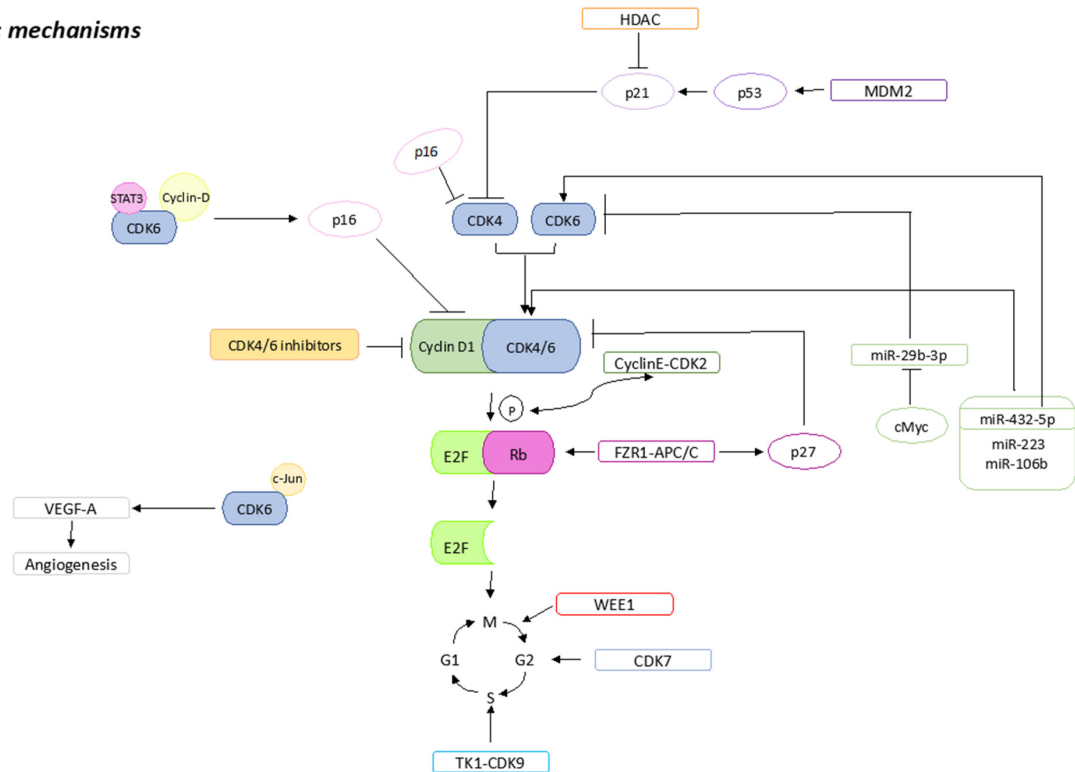 mechanisms
HDAC
p21
p53
MDM2
p16
STAT3
Cyclin-D
CDK6
p16
CDK4
CDK6
CDK4/6 inhibitors
Cyclin D1
CDK4/6
CyclinE-CDK2
miR-29b-3p
P
cMyc
miR-432-5p
miR-223
miR-106b
E2F
Rb
FZR1-APC/C
p27
c-Jun
CDK6
VEGF-A
Angiogenesis
E2F
WEE1
M
G1
G2
CDK7
S
TK1-CDK9